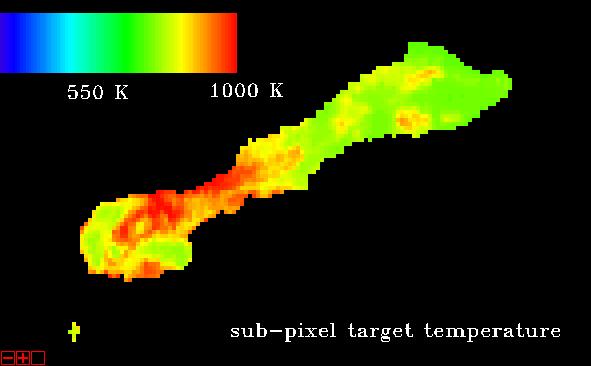 550 K
1000 K
sub-pixel target temperature